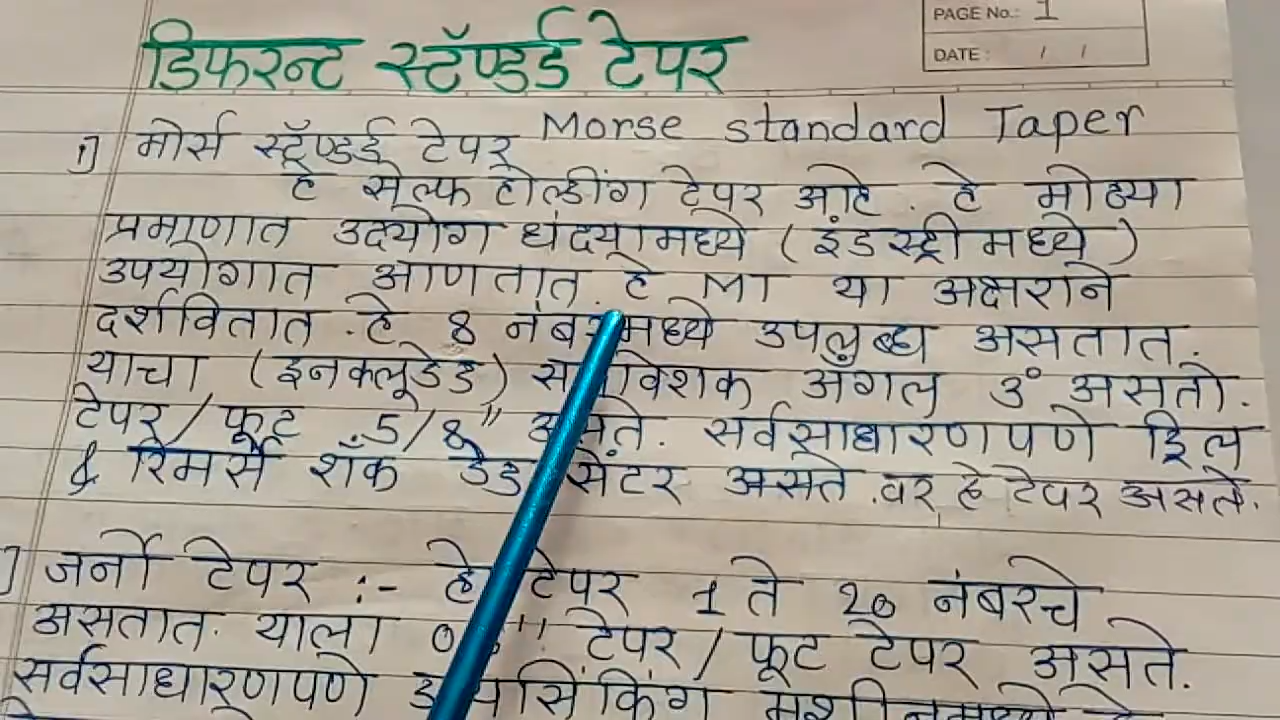 PAGE No.: 1
DATE: / /
डिफरन्ट स्टॅण्डर्ड टेपर
1] मोर्स स्ट्रॅण्डर्ड टेपर Morse standard Taper
हे सेल्फ होल्डींग टेपर आहे. हे मोठ्या
प्रमाणात उदयोग धंदयामध्ये (इंडस्ट्रीमध्ये)
उपयोगात आणतात. हे MT या अक्षराने
दर्शवितात. हे 8 नंबरमध्ये उपलब्ध असतात.
याचा (इनक्लूडेड) अँगल 3° असतो.
टेपर/फूट .5/8" असते. सर्वसाधारणपणे ड्रिल
& रिमर्स शँक डेड सेंटर असते.वर हे टेपर असते.
जर्नो टेपर :- हे टेपर 1 ते 20 नंबरचे
असतात. याला टेपर/फूट टेपर असते.
सर्वसाधारणपणे